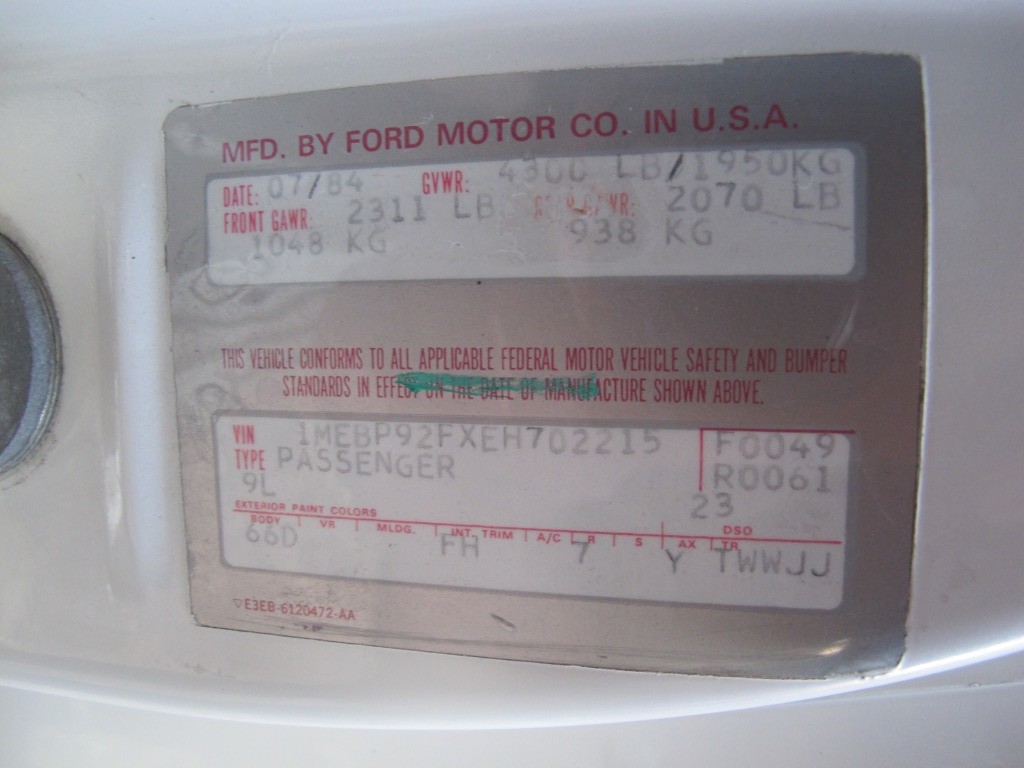 MFD. BY FORD MOTOR CO. IN U.S.A.
DATE: 07/84 GVWR: 4300 LB/1950KG
FRONT GAWR: 2311 LB REAR GAWR: 2070 LB
1048 KG 938 KG
THIS VEHICLE CONFORMS TO ALL APPLICABLE FEDERAL MOTOR VEHICLE SAFETY AND BUMPER
STANDARDS IN EFFECT ON THE DATE OF MANUFACTURE SHOWN ABOVE.
VIN 1MEBP92FXEH702215 F0049
TYPE PASSENGER R0061
9L 23
EXTERIOR PAINT COLORS DSO
BODY VR MLDG. INT. TRIM A/C R S AX TR
66D FH 7 Y TWWJJ
▽E3EB-6120472-AA